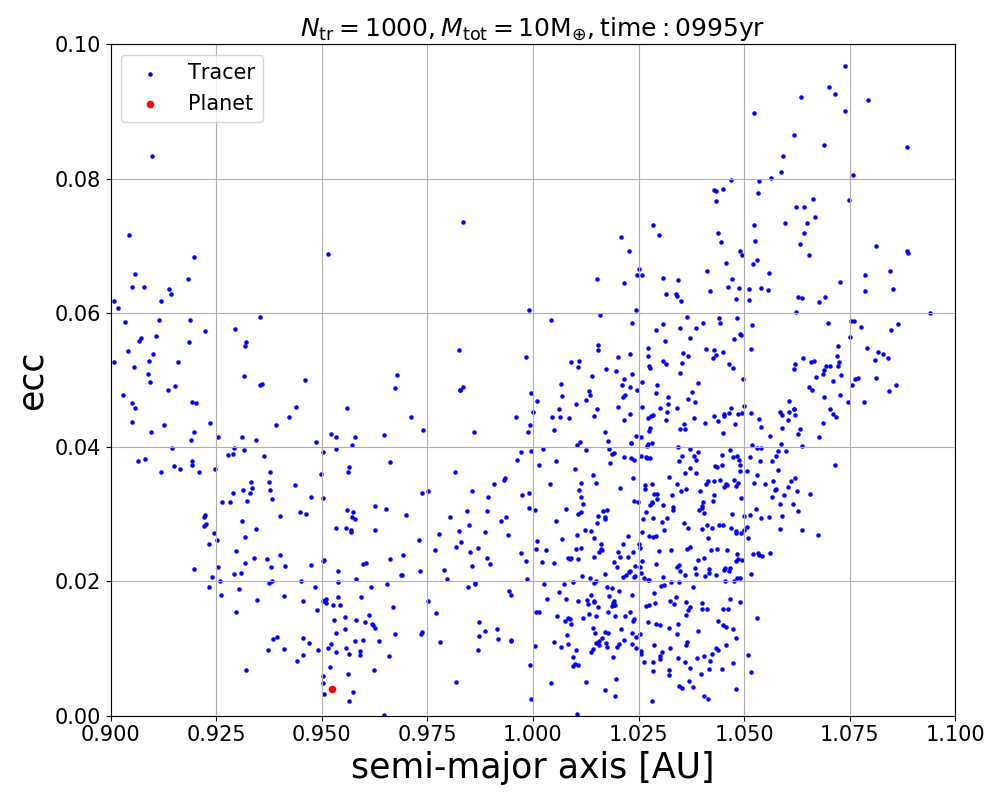 N_tr = 1000, M_tot = 10M_⊕, time : 0995yr
Tracer
Planet
ecc
0.10
0.08
0.06
0.04
0.02
0.00
0.900 0.925 0.950 0.975 1.000 1.025 1.050 1.075 1.100
semi-major axis [AU]